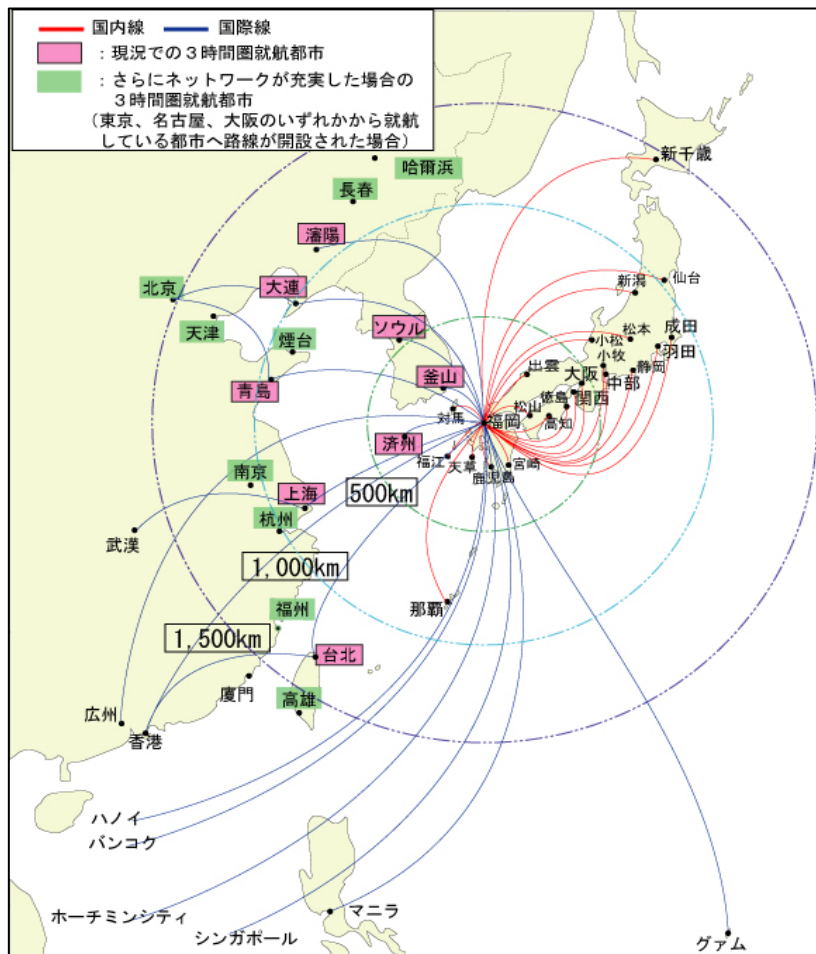 国内線 国際線
：現況での３時間圏就航都市
：さらにネットワークが充実した場合の
３時間圏就航都市
（東京、名古屋、大阪のいずれかから就航
している都市へ路線が開設された場合）
哈爾浜
新千歳
長春
瀋陽
仙台
新潟
北京
大連
天津
ソウル
煙台
小松
松本
成田
羽田
小牧
静岡
出雲
大阪
中部
釜山
青島
徳島
関西
対馬
松山
高知
福岡
済州
福江
天草
鹿児島
宮崎
南京
500km
上海
杭州
武漢
1,000km
那覇
福州
1,500km
台北
廈門
高雄
広州
香港
ハノイ
バンコク
ホーチミンシティ
マニラ
シンガポール
グァム